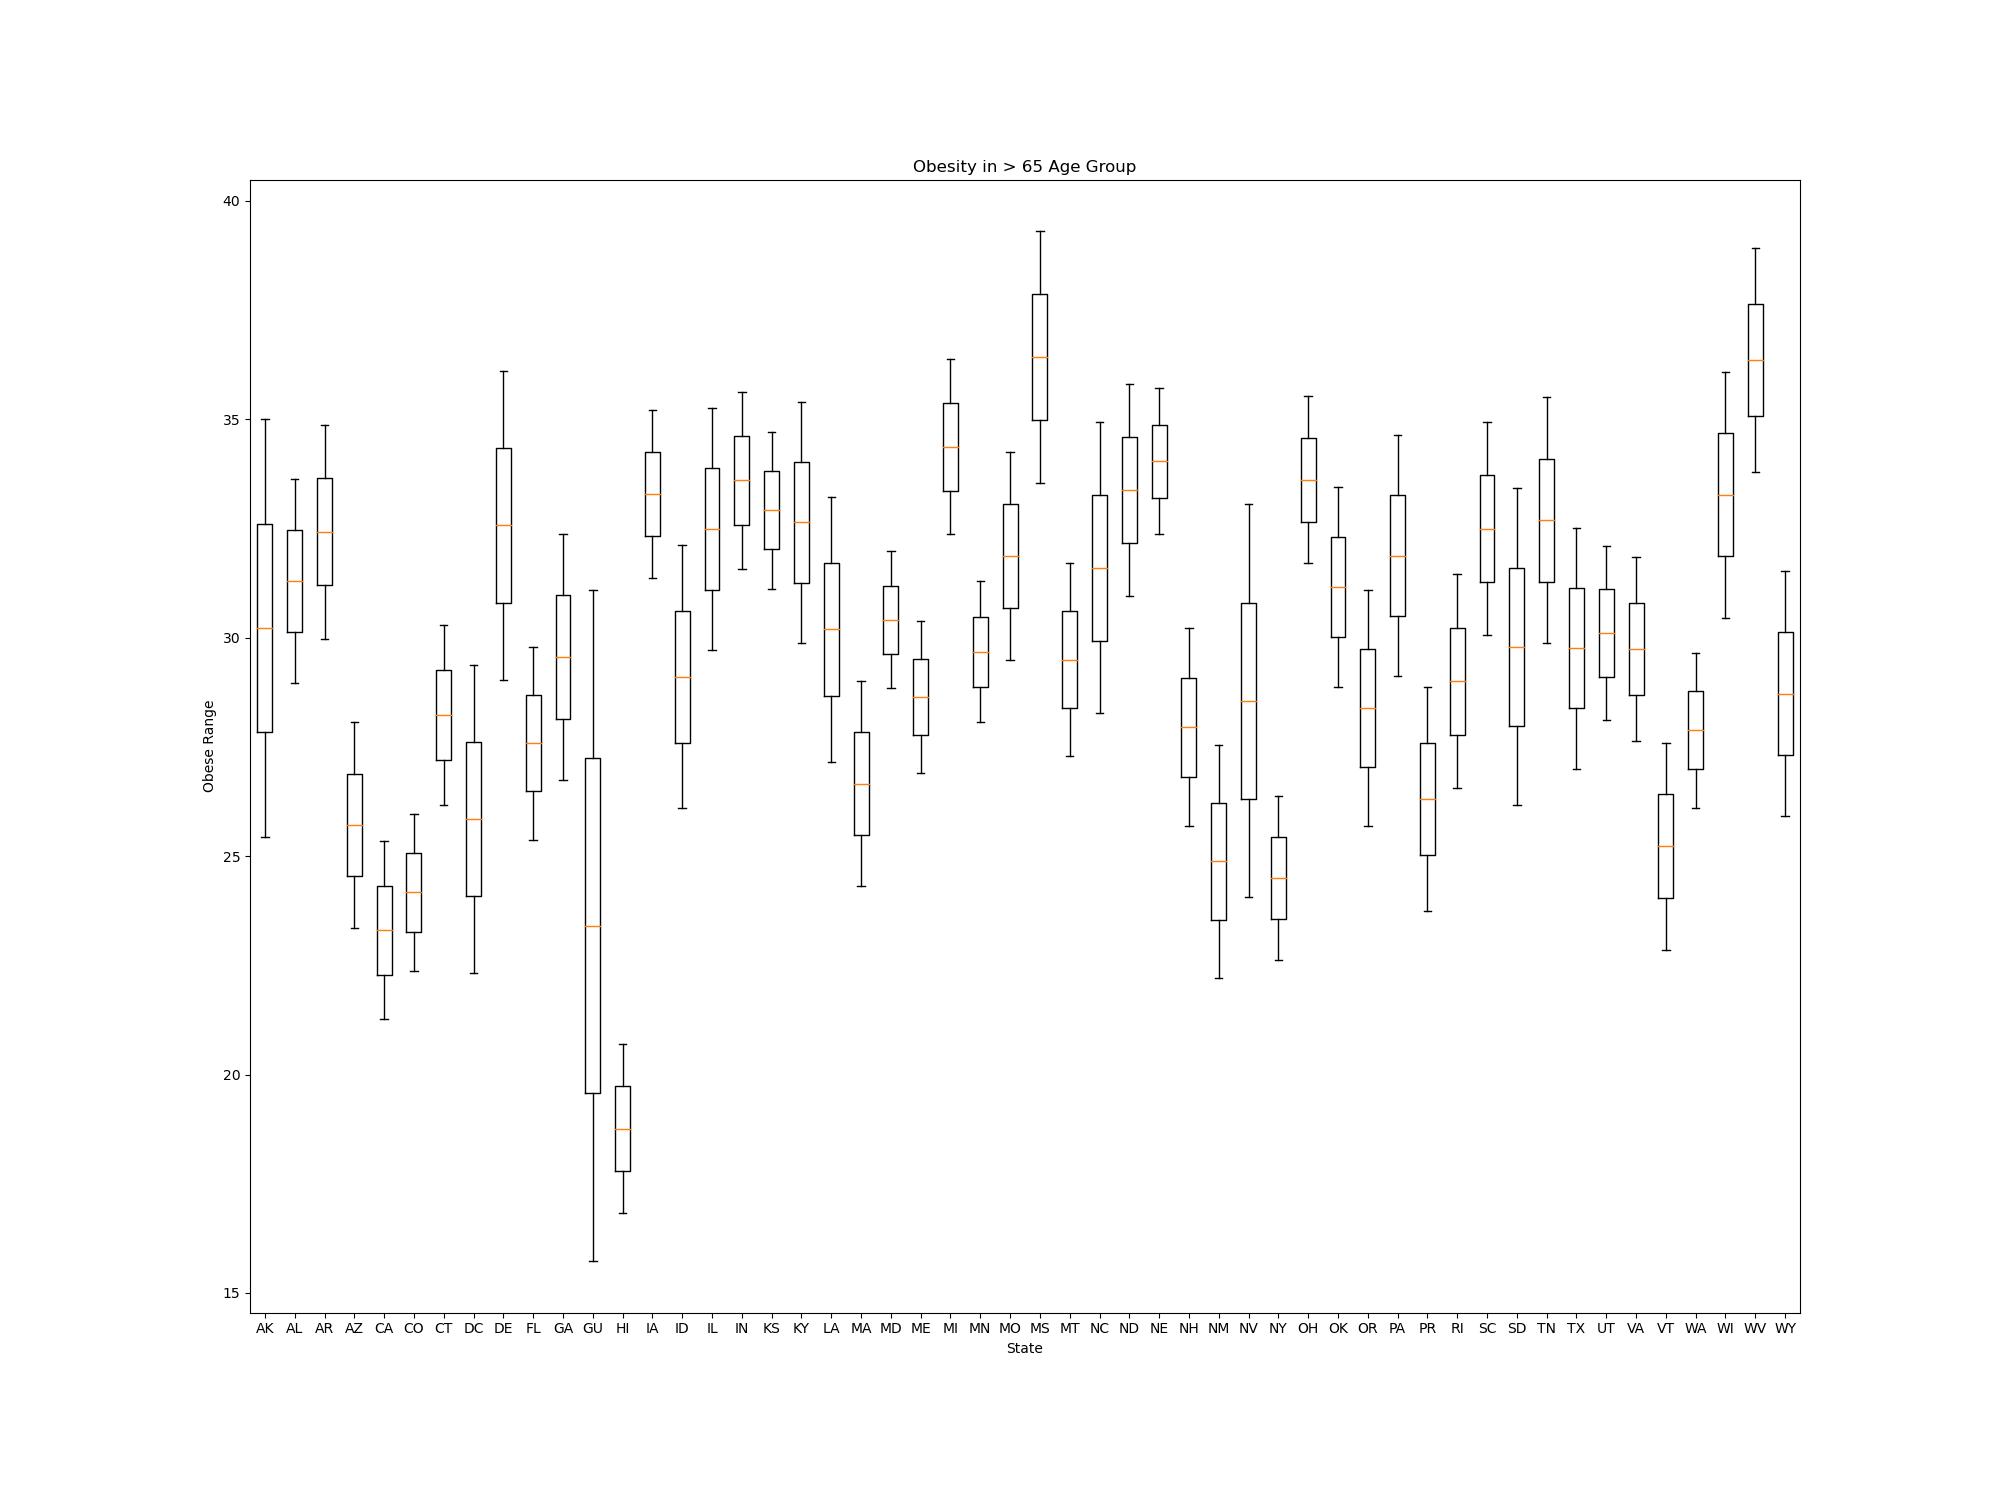 Obesity in > 65 Age Group
40
35
30
25
20
15
Obese Range
AK AL AR AZ CA CO CT DC DE FL GA GU HI IA ID IL IN KS KY LA MA MD ME MI MN MO MS MT NC ND NE NH NM NV NY OH OK OR PA PR RI SC SD TN TX UT VA VT WA WI WV WY
State